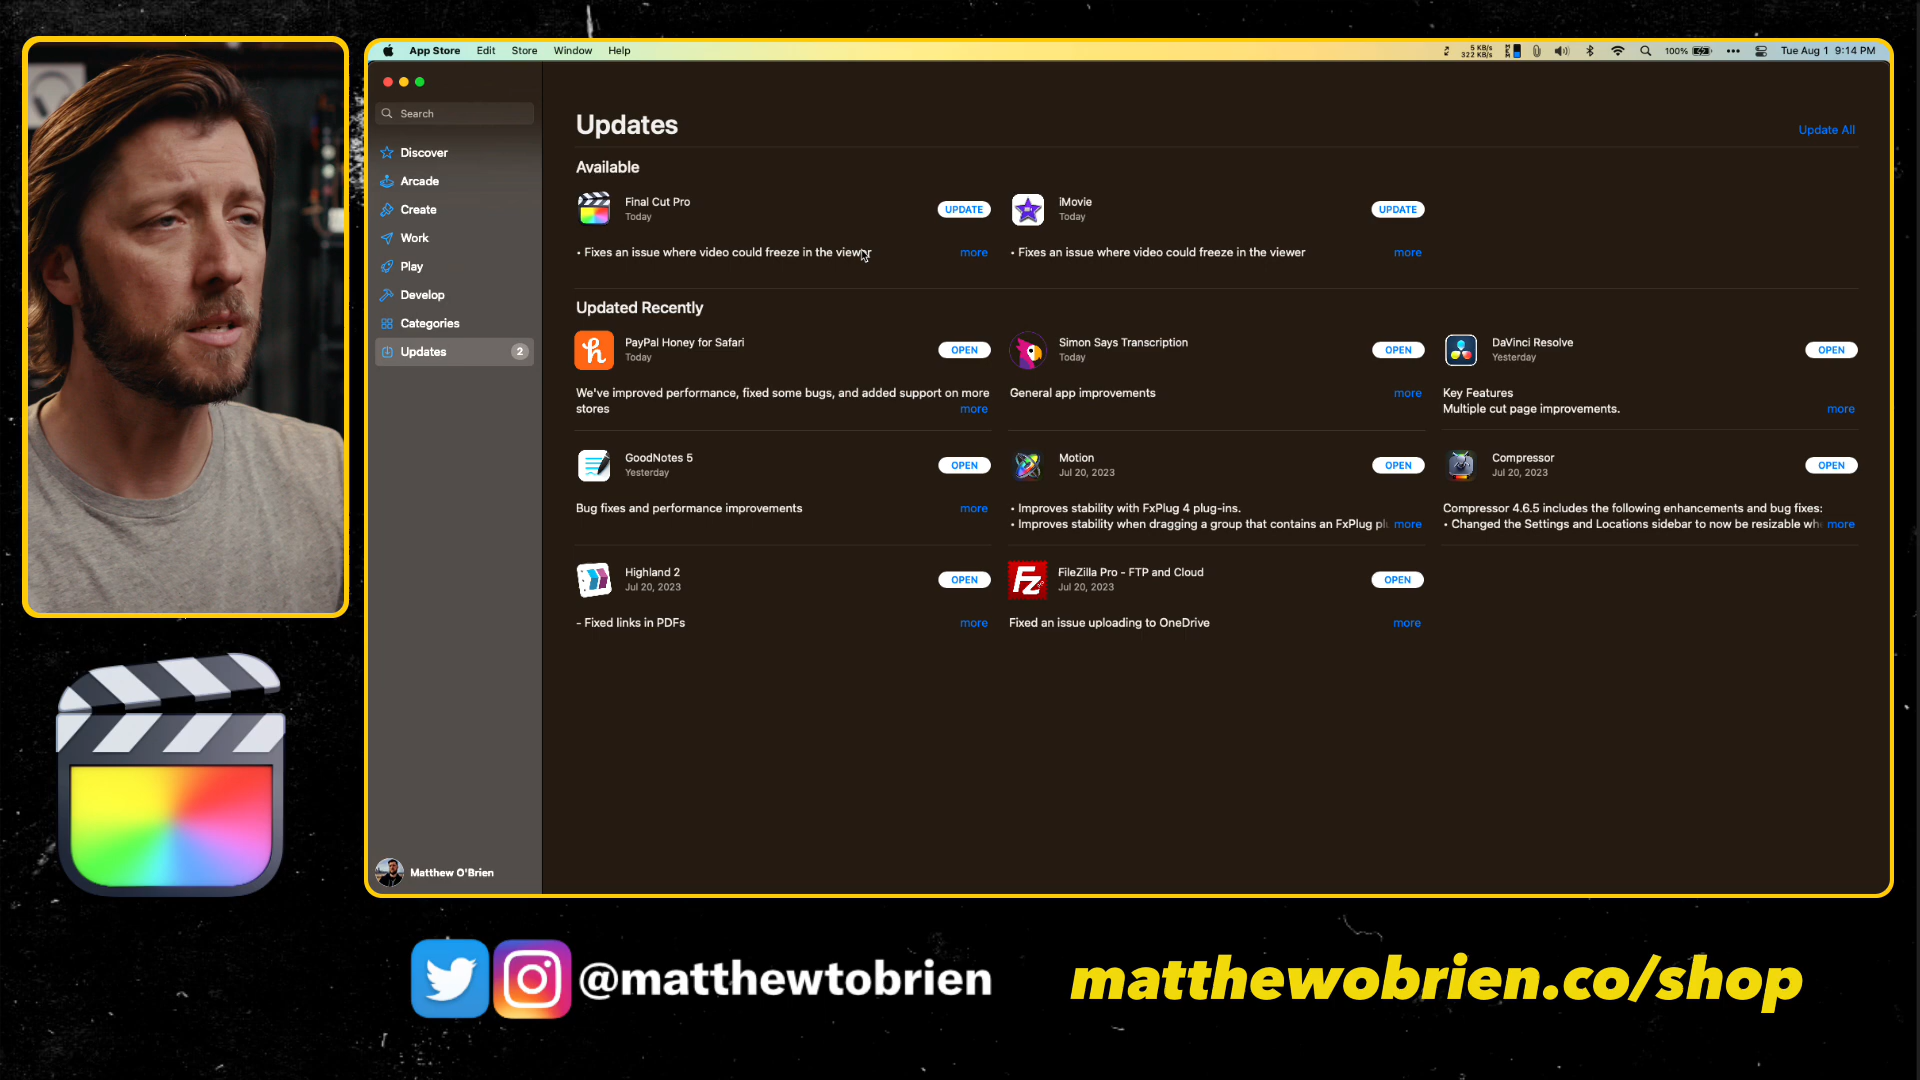 App Store Edit Store Window Help
5 KB/s
322 KB/s
100%
Tue Aug 1 9:14 PM
Search
Discover
Arcade
Create
Work
Play
Develop
Categories
Updates 2
Matthew O'Brien
Updates
Update All
Available
Final Cut Pro
Today
UPDATE
• Fixes an issue where video could freeze in the viewer
more
iMovie
Today
UPDATE
• Fixes an issue where video could freeze in the viewer
more
Updated Recently
PayPal Honey for Safari
Today
OPEN
We've improved performance, fixed some bugs, and added support on more
stores
more
Simon Says Transcription
Today
OPEN
General app improvements
more
DaVinci Resolve
Yesterday
OPEN
Key Features
Multiple cut page improvements.
more
GoodNotes 5
Yesterday
OPEN
Bug fixes and performance improvements
more
Motion
Jul 20, 2023
OPEN
• Improves stability with FxPlug 4 plug-ins.
• Improves stability when dragging a group that contains an FxPlug
more
Compressor
Jul 20, 2023
OPEN
Compressor 4.6.5 includes the following enhancements and bug fixes:
• Changed the Settings and Locations sidebar to now be resizable
more
Highland 2
Jul 20, 2023
OPEN
- Fixed links in PDFs
more
Fz
FileZilla Pro - FTP and Cloud
Jul 20, 2023
OPEN
Fixed an issue uploading to OneDrive
more
@matthewtobrien
matthewobrien.co/shop